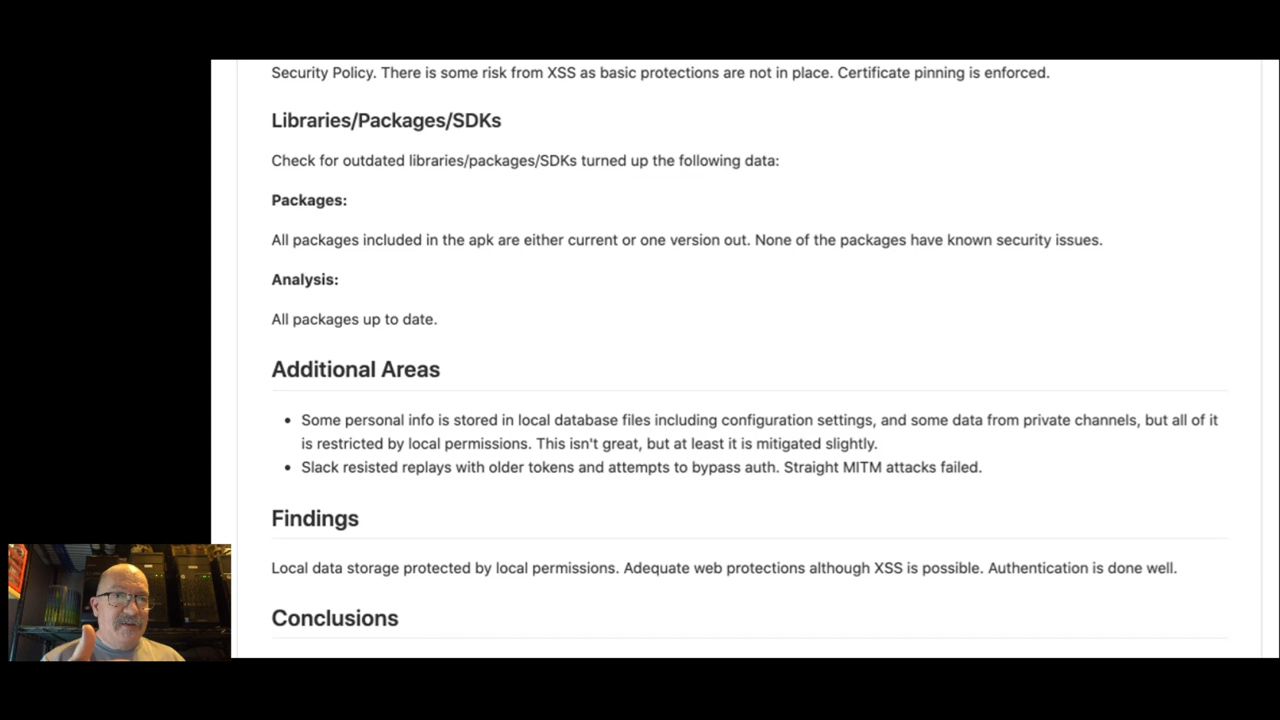 Security Policy. There is some risk from XSS as basic protections are not in place. Certificate pinning is enforced.
Libraries/Packages/SDKs
Check for outdated libraries/packages/SDKs turned up the following data:
Packages:
All packages included in the apk are either current or one version out. None of the packages have known security issues.
Analysis:
All packages up to date.
Additional Areas
• Some personal info is stored in local database files including configuration settings, and some data from private channels, but all of it
is restricted by local permissions. This isn't great, but at least it is mitigated slightly.
• Slack resisted replays with older tokens and attempts to bypass auth. Straight MITM attacks failed.
Findings
Local data storage protected by local permissions. Adequate web protections although XSS is possible. Authentication is done well.
Conclusions